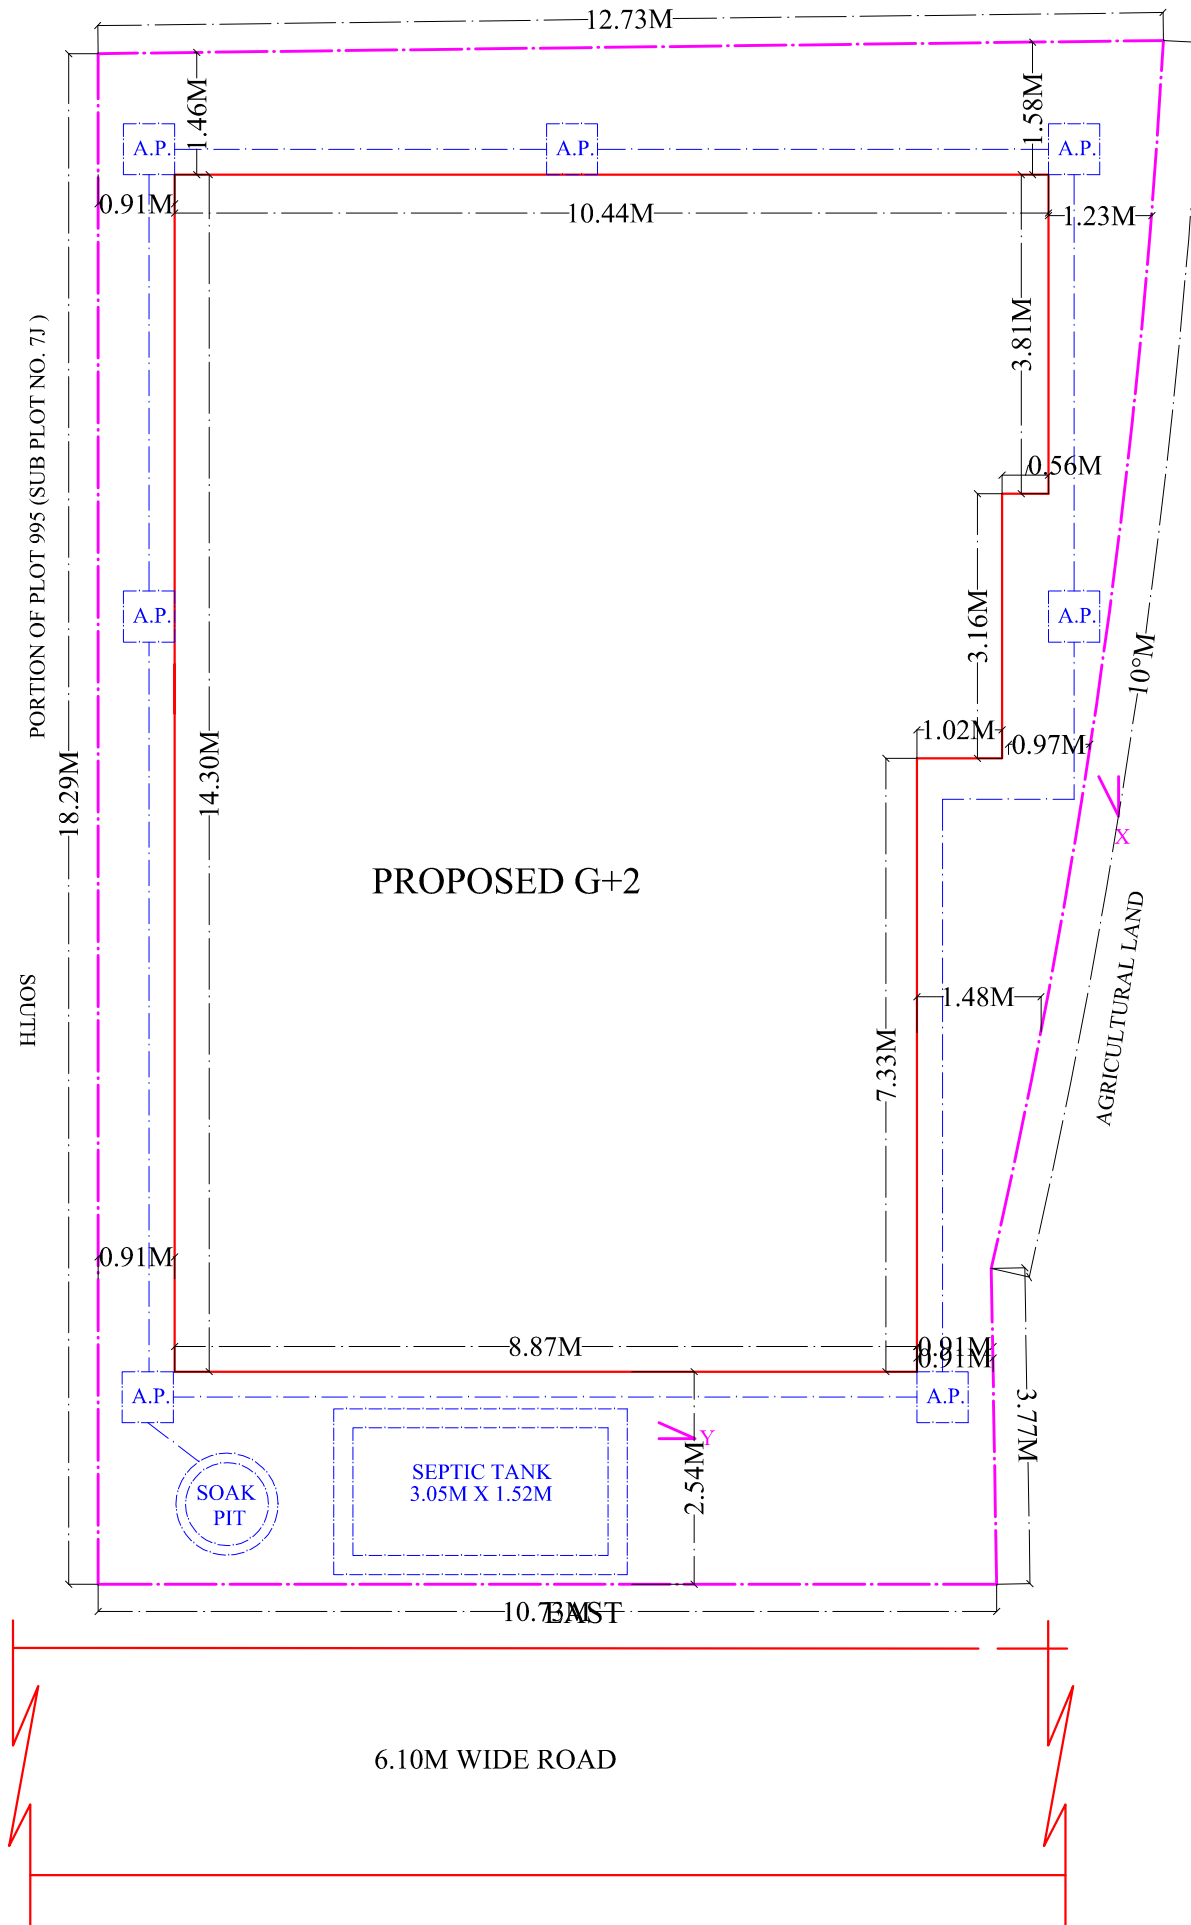 12.73M
1.46M
1.58M
A.P.
A.P.
A.P.
0.91M
10.44M
1.23M
3.81M
PORTION OF PLOT 995 (SUB PLOT NO. 7J )
0.56M
A.P.
A.P.
3.16M
10°M
1.02M
0.97M
18.29M
14.30M
X
PROPOSED G+2
AGRICULTURAL LAND
SOUTH
1.48M
7.33M
0.91M
8.87M
0.91M
0.91M
A.P.
A.P.
3.77M
Y
2.54M
SEPTIC TANK
3.05M X 1.52M
SOAK
PIT
10.73M
EAST
6.10M WIDE ROAD